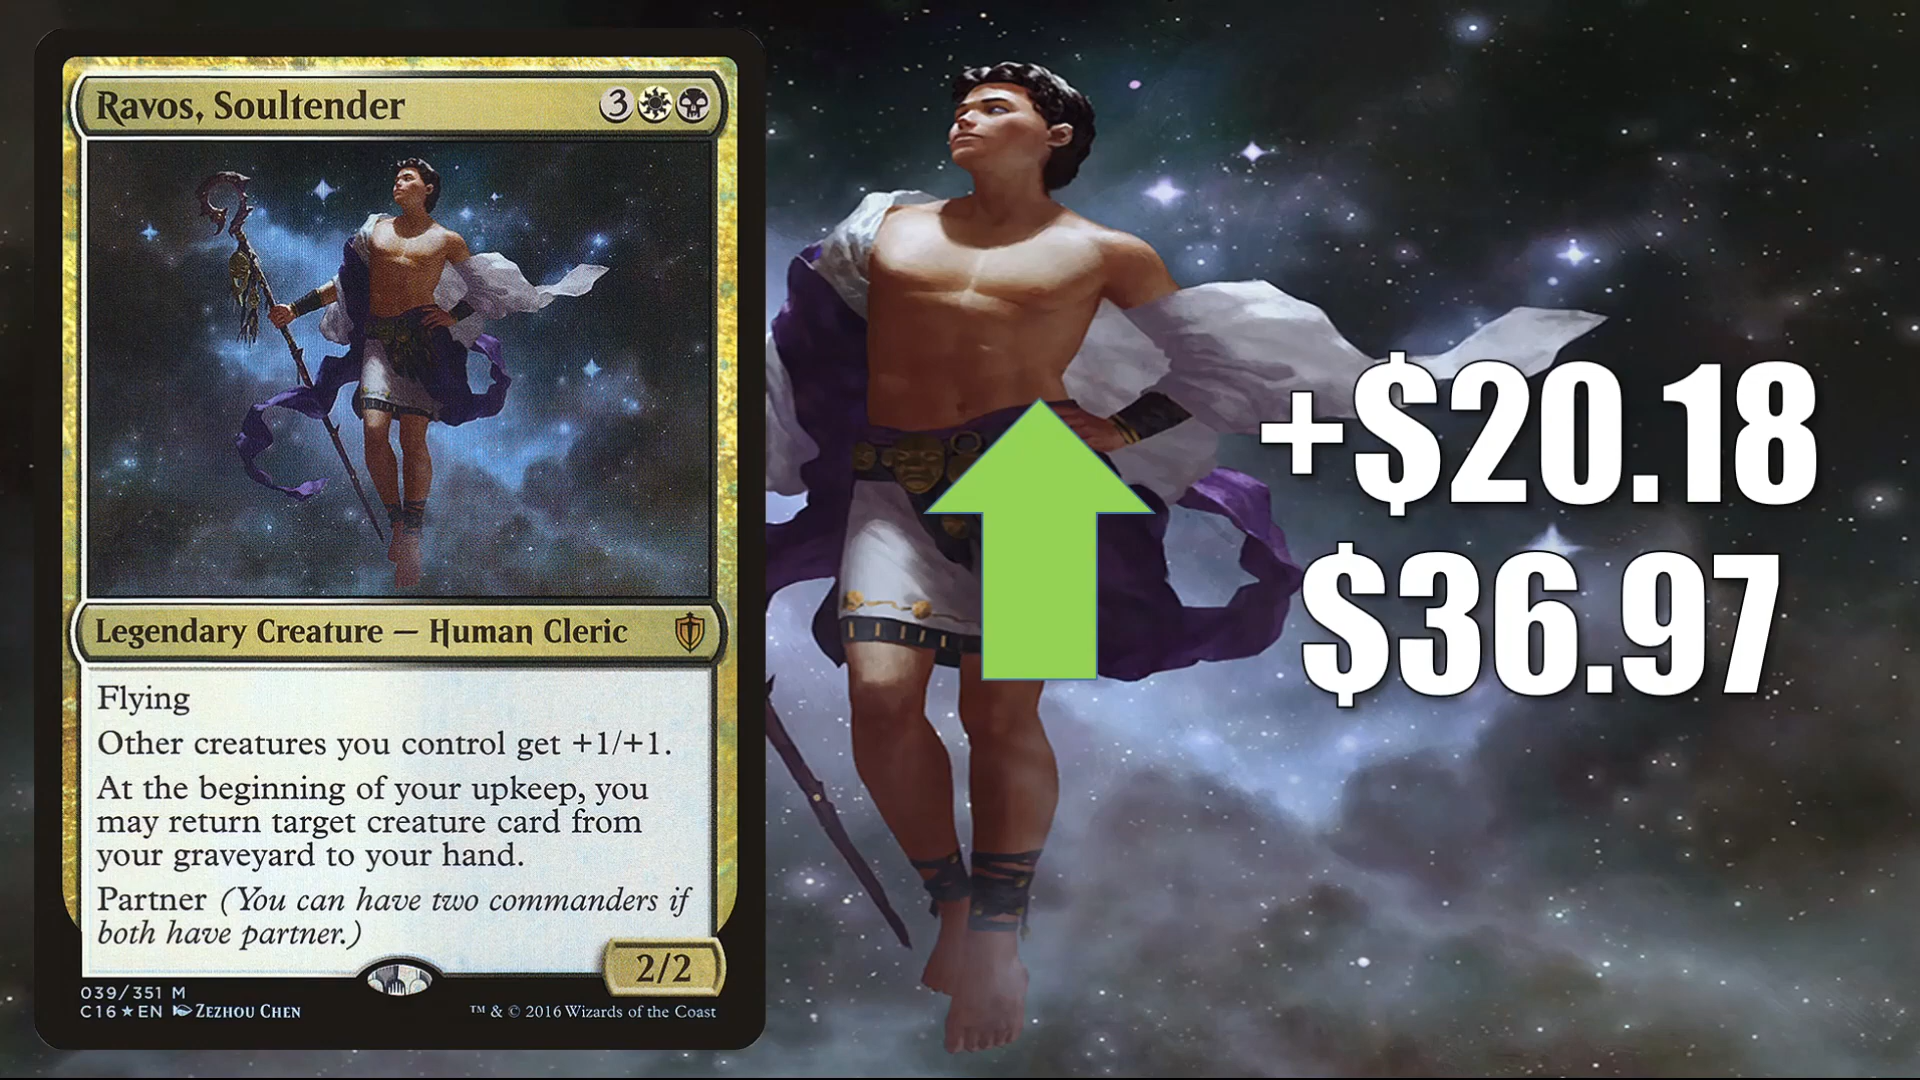 Ravos, Soultender
3
Legendary Creature — Human Cleric
Flying
Other creatures you control get +1/+1.
At the beginning of your upkeep, you
may return target creature card from
your graveyard to your hand.
Partner (You can have two commanders if
both have partner.)
2/2
039/351 M
C16★EN ZEZHOU CHEN
™ & © 2016 Wizards of the Coast
+$20.18
$36.97